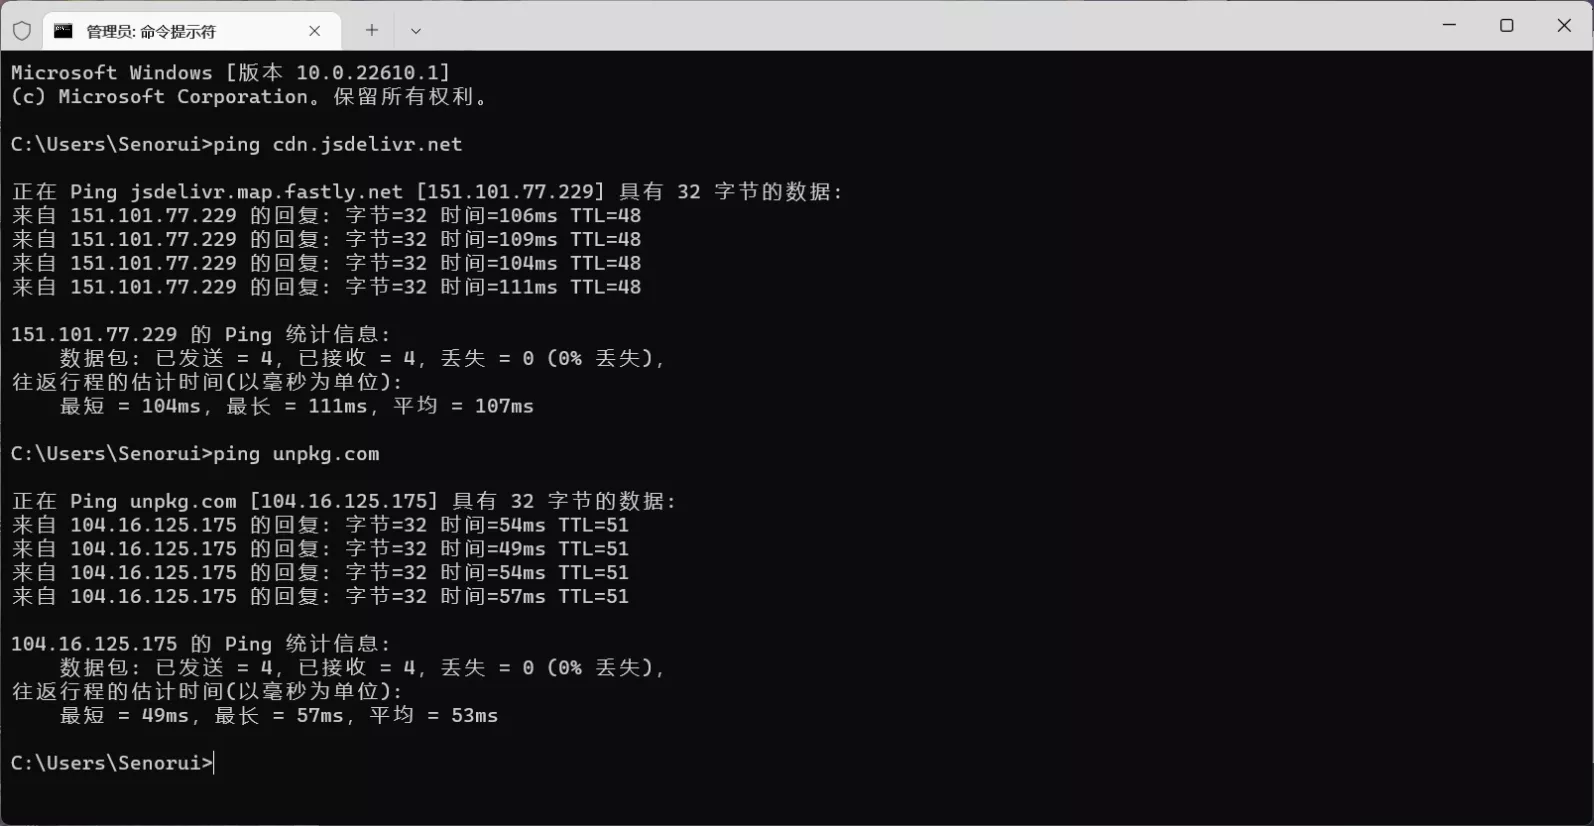 管理员: 命令提示符
Microsoft Windows [版本 10.0.22610.1]
(c) Microsoft Corporation。保留所有权利。
C:\Users\Senorui>ping cdn.jsdelivr.net
正在 Ping jsdelivr.map.fastly.net [151.101.77.229] 具有 32 字节的数据:
来自 151.101.77.229 的回复: 字节=32 时间=106ms TTL=48
来自 151.101.77.229 的回复: 字节=32 时间=109ms TTL=48
来自 151.101.77.229 的回复: 字节=32 时间=104ms TTL=48
来自 151.101.77.229 的回复: 字节=32 时间=111ms TTL=48
151.101.77.229 的 Ping 统计信息:
    数据包: 已发送 = 4, 已接收 = 4, 丢失 = 0 (0% 丢失),
往返行程的估计时间(以毫秒为单位):
    最短 = 104ms, 最长 = 111ms, 平均 = 107ms
C:\Users\Senorui>ping unpkg.com
正在 Ping unpkg.com [104.16.125.175] 具有 32 字节的数据:
来自 104.16.125.175 的回复: 字节=32 时间=54ms TTL=51
来自 104.16.125.175 的回复: 字节=32 时间=49ms TTL=51
来自 104.16.125.175 的回复: 字节=32 时间=54ms TTL=51
来自 104.16.125.175 的回复: 字节=32 时间=57ms TTL=51
104.16.125.175 的 Ping 统计信息:
    数据包: 已发送 = 4, 已接收 = 4, 丢失 = 0 (0% 丢失),
往返行程的估计时间(以毫秒为单位):
    最短 = 49ms, 最长 = 57ms, 平均 = 53ms
C:\Users\Senorui>